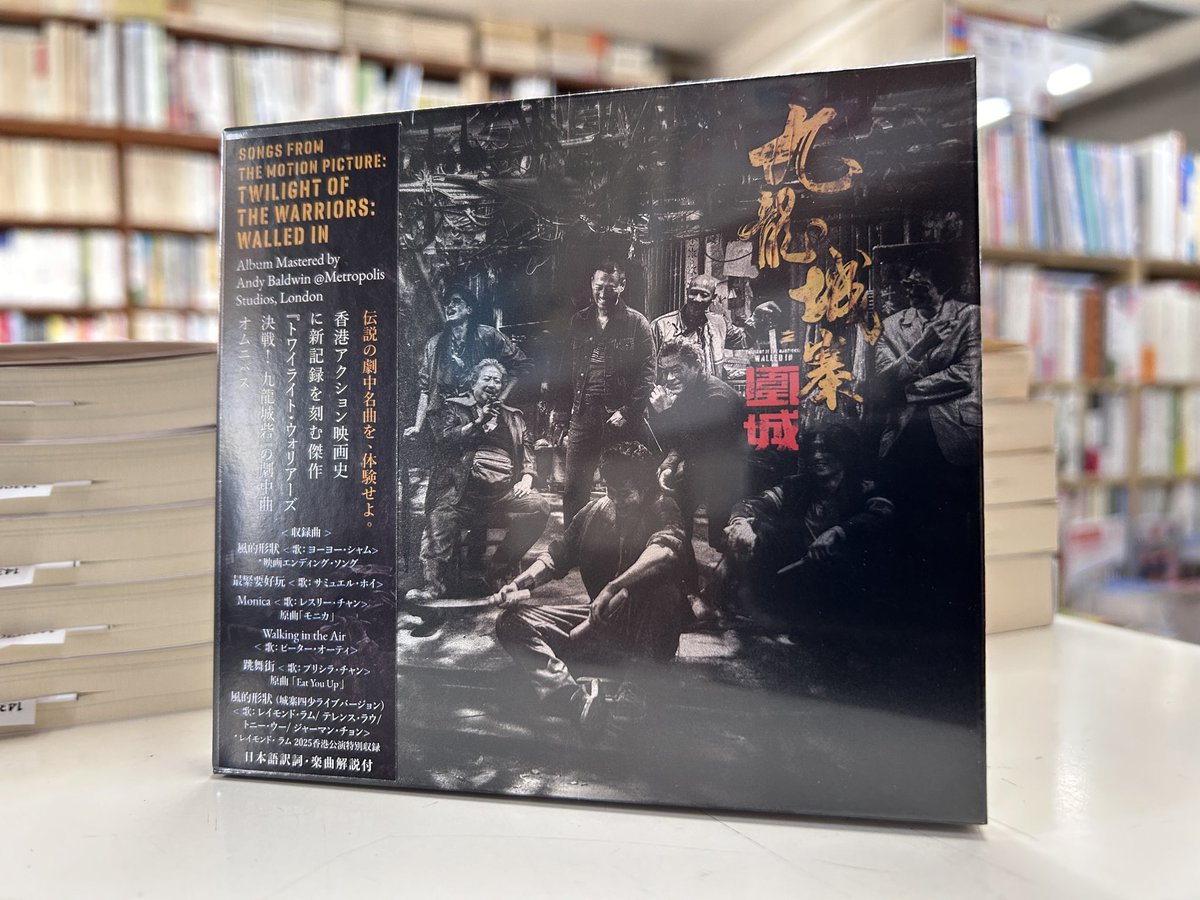 SONGS FROM
THE MOTION PICTURE:
TWILIGHT OF
THE WARRIORS:
WALLED IN
Album Mastered by
Andy Baldwin @Metropolis
Studios, London
伝説の劇中名曲を、体験せよ。
香港アクション映画史
に新記録を刻む傑作
『トワイライト・ウォリアーズ
決戦!九龍城砦』の劇中曲
オムニバス
<収録曲>
風的形狀<歌:ヨーヨー・シャム>
*映画エンディング・ソング
最緊要好玩<歌:サミュエル・ホイ>
Monica<歌:レスリー・チャン>
原曲「モニカ」
Walking in the Air
<歌:ピーター・オーティ>
跳舞街<歌:プリシラ・チャン>
原曲「Eat You Up」
風的形狀(城寨四少ライブバージョン)
<歌:レイモンド・ラム/テレンス・ラウ/
トニー・ウー/ジャーマン・チョン>
*レイモンド・ラム 2025香港公演特別収録
日本語訳詞・楽曲解説付
九龍城寨之
WALLED IN
圍城